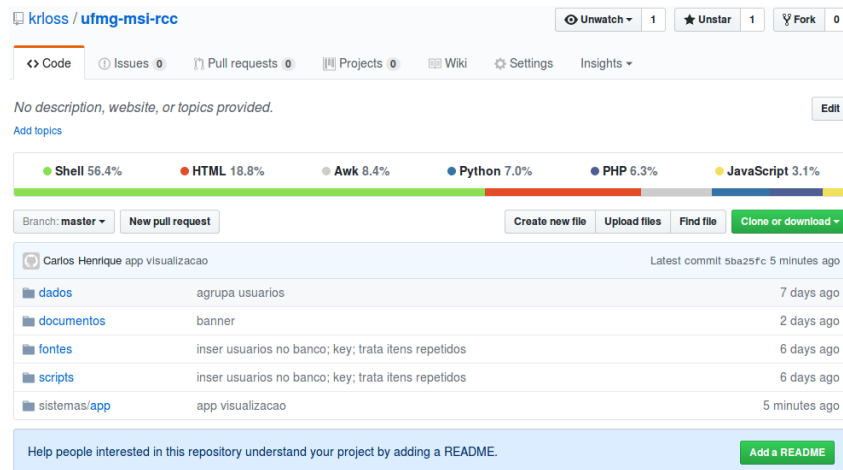 krloss / ufmg-msi-rcc
Unwatch 1 Unstar 1 Fork 0
Code Issues 0 Pull requests 0 Projects 0 Wiki Settings Insights
No description, website, or topics provided.
Edit
Add topics
Shell 56.4% HTML 18.8% Awk 8.4% Python 7.0% PHP 6.3% JavaScript 3.1%
Branch: master New pull request Create new file Upload files Find file Clone or download
Carlos Henrique app visualizacao Latest commit 5ba25fc 5 minutes ago
dados agrupa usuarios 7 days ago
documentos banner 2 days ago
fontes inser usuarios no banco; key; trata itens repetidos 6 days ago
scripts inser usuarios no banco; key; trata itens repetidos 6 days ago
sistemas/app app visualizacao 5 minutes ago
Help people interested in this repository understand your project by adding a README. Add a README